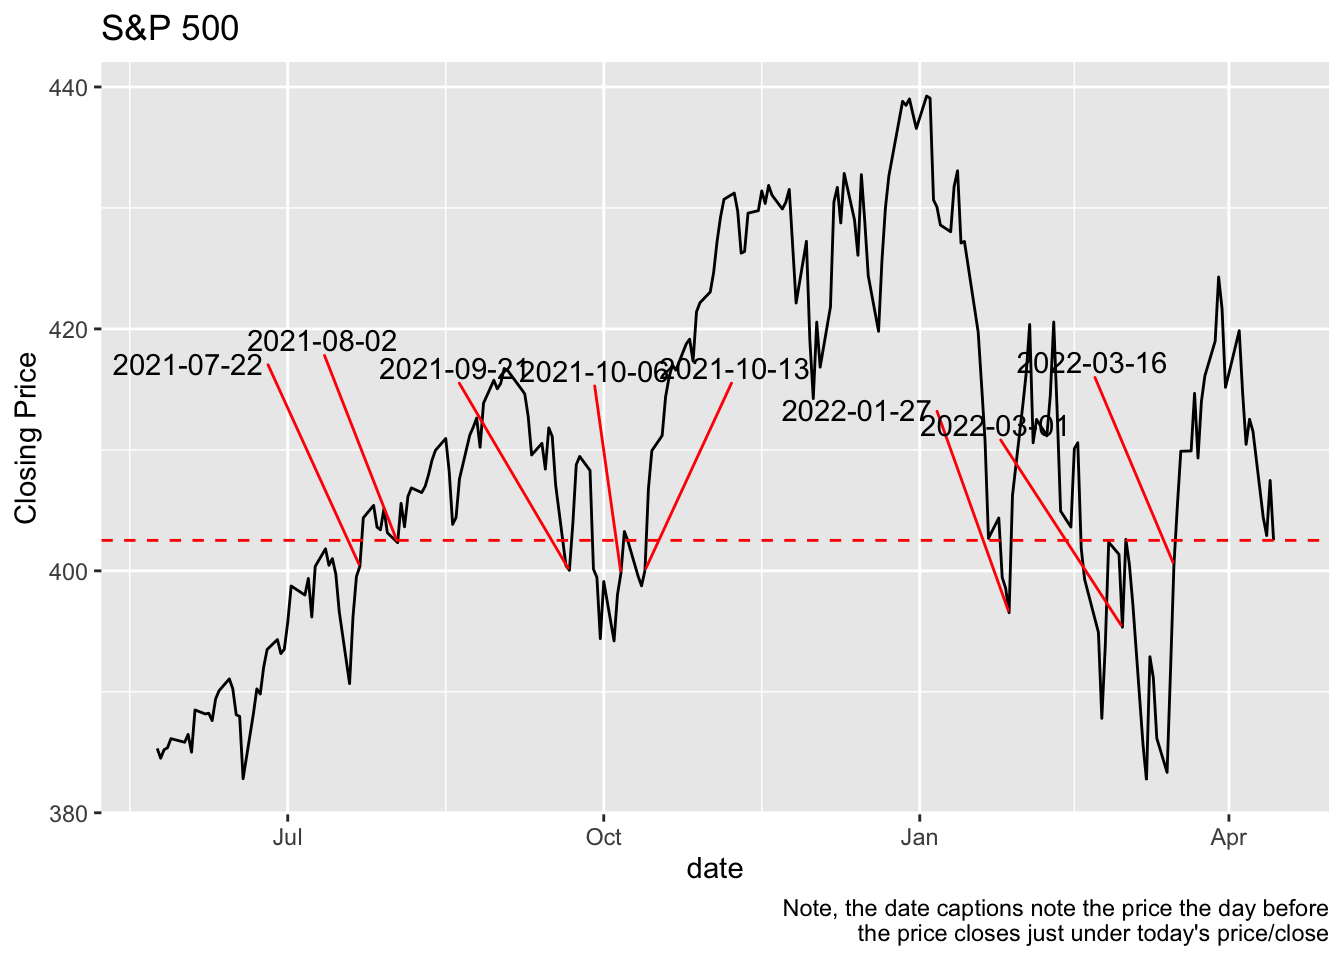 S&P 500
Closing Price
440
420
400
380
2021-07-22
2021-08-02
2021-09-21
2021-10-06
2021-10-13
2022-01-27
2022-03-01
2022-03-16
Jul
Oct
Jan
Apr
date
Note, the date captions note the price the day before
the price closes just under today's price/close